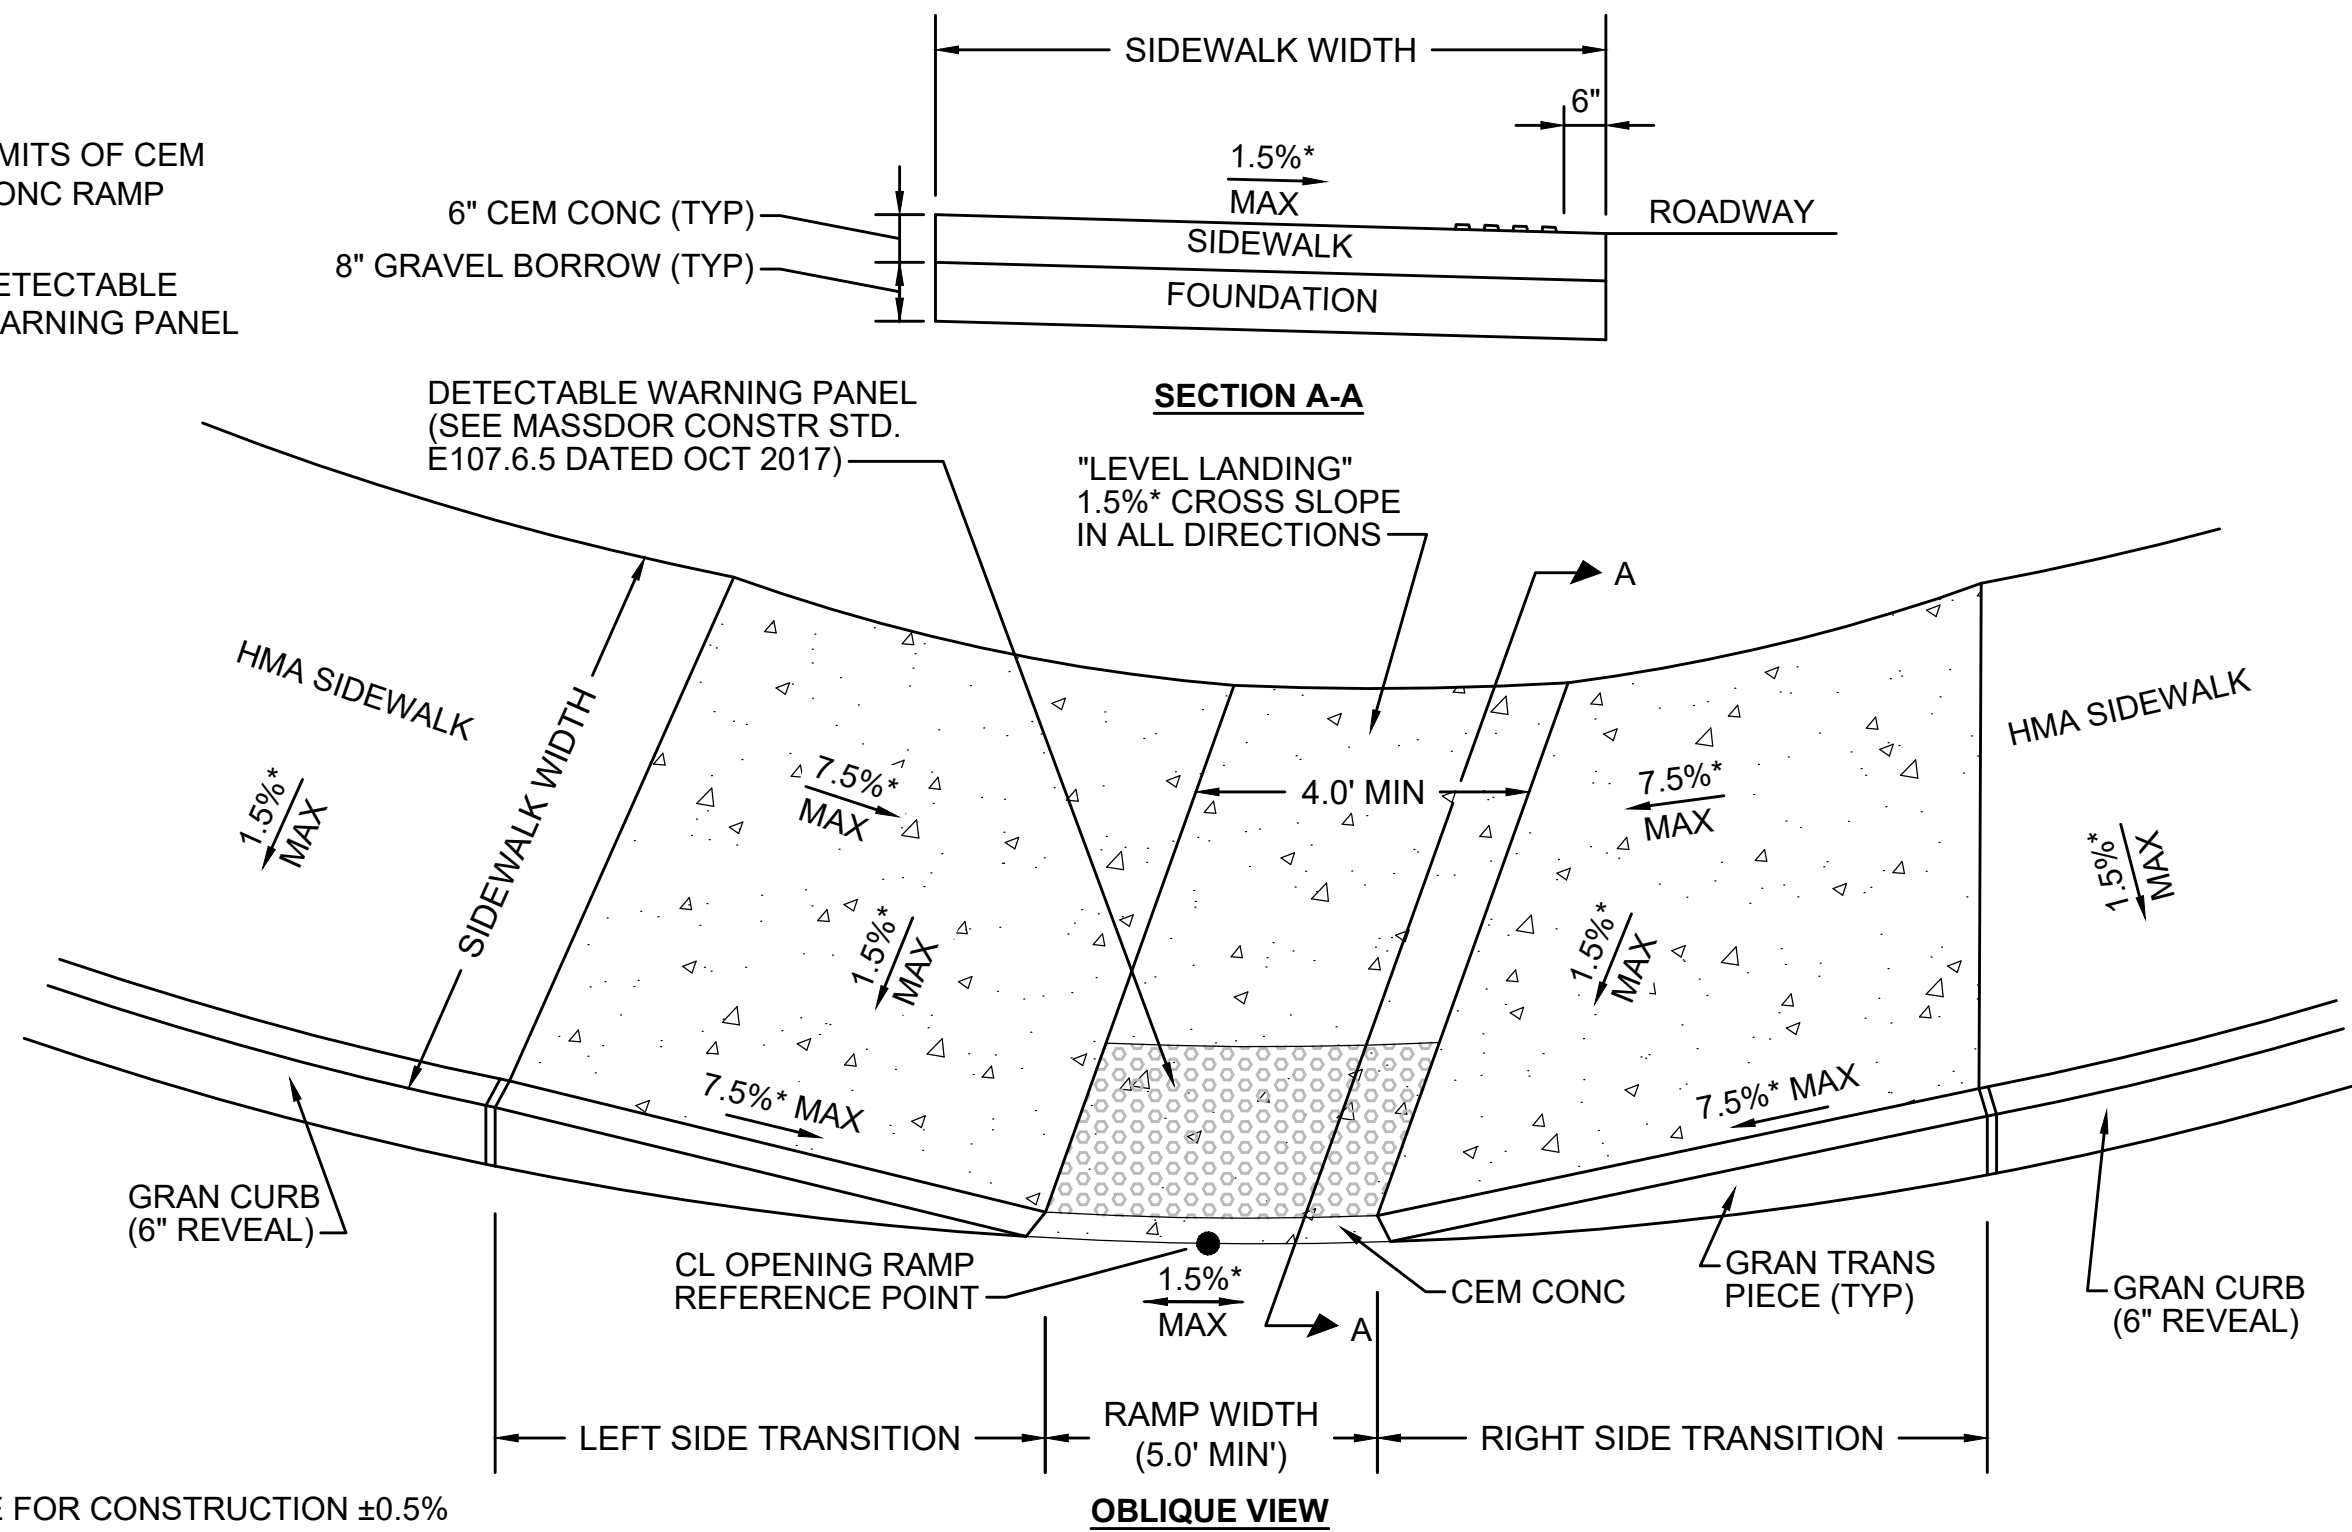 SIDEWALK WIDTH
6"
1.5%*
MAX
MITS OF CEM
ONC RAMP
6" CEM CONC (TYP)
ROADWAY
SIDEWALK
8" GRAVEL BORROW (TYP)
FOUNDATION
ETECTABLE
ARNING PANEL
SECTION A-A
DETECTABLE WARNING PANEL
(SEE MASSDOR CONSTR STD.
E107.6.5 DATED OCT 2017)
"LEVEL LANDING"
1.5%* CROSS SLOPE
IN ALL DIRECTIONS
A
HMA SIDEWALK
1.5%*
MAX
SIDEWALK WIDTH
7.5%*
MAX
4.0' MIN
7.5%*
MAX
HMA SIDEWALK
1.5%*
MAX
1.5%*
MAX
1.5%*
MAX
7.5%* MAX
7.5%* MAX
GRAN CURB
(6" REVEAL)
CL OPENING RAMP
REFERENCE POINT
1.5%*
MAX
A
CEM CONC
GRAN TRANS
PIECE (TYP)
GRAN CURB
(6" REVEAL)
LEFT SIDE TRANSITION
RAMP WIDTH
(5.0' MIN')
RIGHT SIDE TRANSITION
E FOR CONSTRUCTION ±0.5%
OBLIQUE VIEW